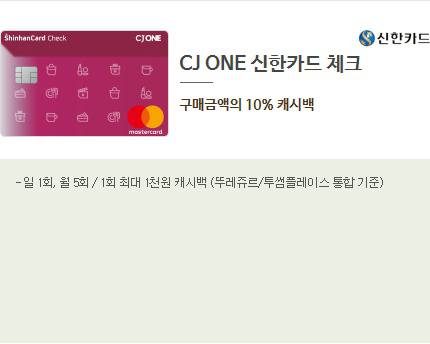 ShinhanCard Check
CJ ONE
신한카드
CJ ONE 신한카드 체크
구매금액의 10% 캐시백
mastercard
- 일 1회, 월 5회 / 1회 최대 1천원 캐시백 (뚜레쥬르/투썸플레이스 통합 기준)